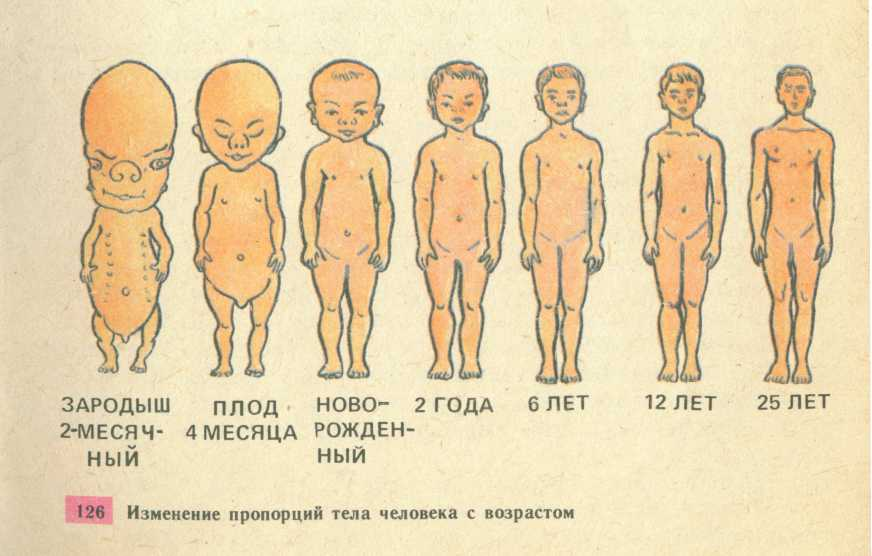 ЗАРОДЫШ
2-МЕСЯЧ-
НЫЙ
ПЛОД
4 МЕСЯЦА
НОВО-
РОЖДЕН-
НЫЙ
2 ГОДА
6 ЛЕТ
12 ЛЕТ
25 ЛЕТ
126 Изменение пропорций тела человека с возрастом